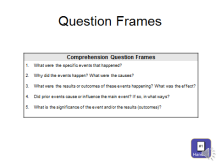 Question Frames
Comprehension Question Frames
1. What were the specific events that happened?
2. Why did the events happen? What were the causes?
3. What were the results or outcomes of these events happening? What was the effect?
4. Did prior events cause or influence the main event? If so, in what ways?
5. What is the significance of the event and/or the results (outcomes)?